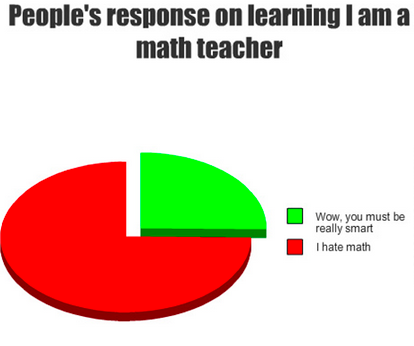 People's response on learning I am a
math teacher
Wow, you must be
really smart
I hate math